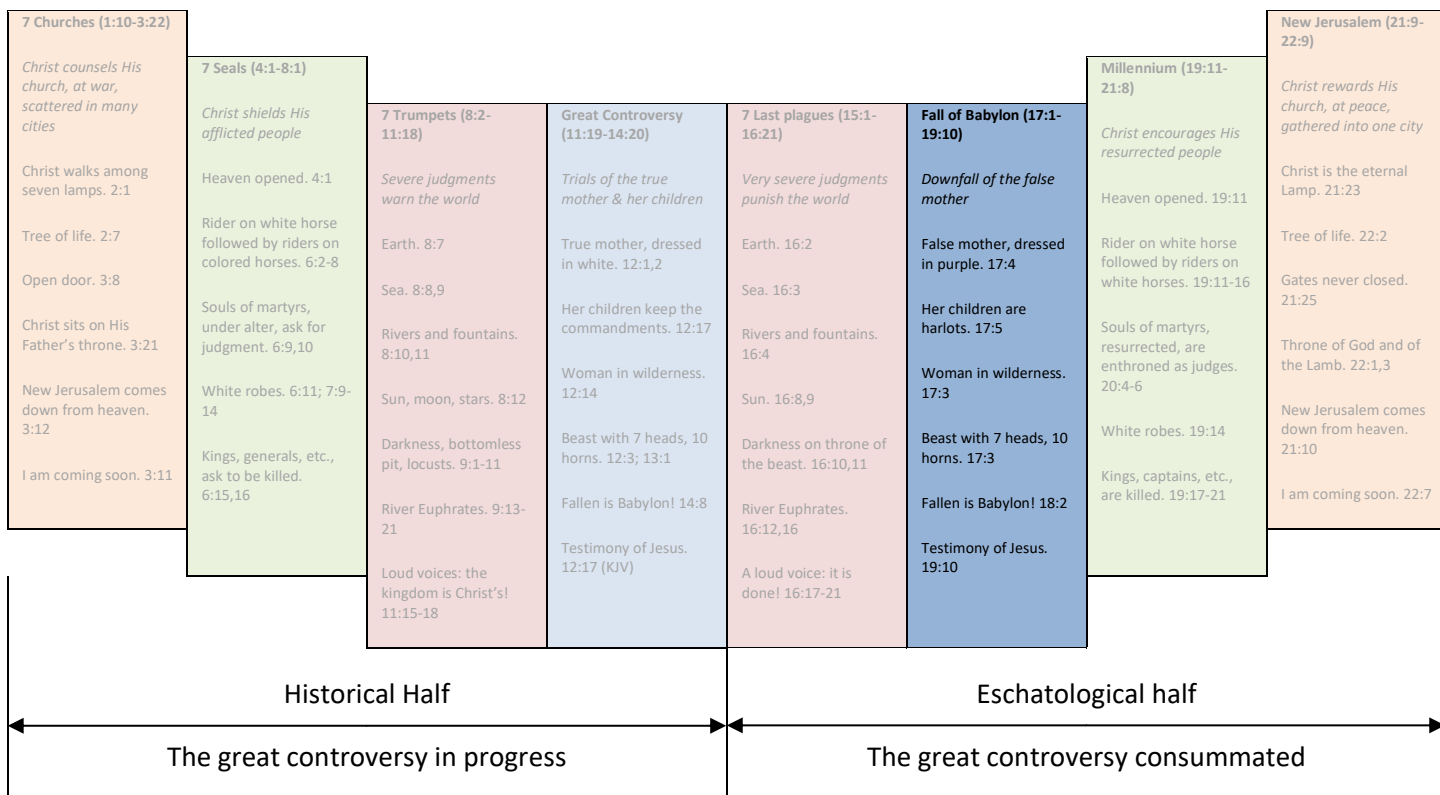 7 Churches (1:10-3:22)
Christ counsels His
church, at war,
scattered in many
cities
Christ walks among
seven lamps. 2:1
Tree of life. 2:7
Open door. 3:8
Christ sits on His
Father's throne. 3:21
New Jerusalem comes
down from heaven.
3:12
I am coming soon. 3:11
7 Seals (4:1-8:1)
Christ shields His
afflicted people
Heaven opened. 4:1
Rider on white horse
followed by riders on
colored horses. 6:2-8
Souls of martyrs,
under alter, ask for
judgment. 6:9,10
White robes. 6:11; 7:9-
14
Kings, generals, etc.,
ask to be killed.
6:15,16
7 Trumpets (8:2-
11:18)
Severe judgments
warn the world
Earth. 8:7
Sea. 8:8,9
Rivers and fountains.
8:10,11
Sun, moon, stars. 8:12
Darkness, bottomless
pit, locusts. 9:1-11
River Euphrates. 9:13-
21
Loud voices: the
kingdom is Christ's!
11:15-18
Great Controversy
(11:19-14:20)
Trials of the true
mother & her children
True mother, dressed
in white. 12:1,2
Her children keep the
commandments. 12:17
Woman in wilderness.
12:14
Beast with 7 heads, 10
horns. 12:3; 13:1
Fallen is Babylon! 14:8
Testimony of Jesus.
12:17 (KJV)
7 Last plagues (15:1-
16:21)
Very severe judgments
punish the world
Earth. 16:2
Sea. 16:3
Rivers and fountains.
16:4
Sun. 16:8,9
Darkness on throne of
the beast. 16:10,11
River Euphrates.
16:12,16
A loud voice: it is
done! 16:17-21
Fall of Babylon (17:1-
19:10)
Downfall of the false
mother
False mother, dressed
in purple. 17:4
Her children are
harlots. 17:5
Woman in wilderness.
17:3
Beast with 7 heads, 10
horns. 17:3
Fallen is Babylon! 18:2
Testimony of Jesus.
19:10
Millennium (19:11-
21:8)
Christ encourages His
resurrected people
Heaven opened. 19:11
Rider on white horse
followed by riders on
white horses. 19:11-16
Souls of martyrs,
resurrected, are
enthroned as judges.
20:4-6
White robes. 19:14
Kings, captains, etc.,
are killed. 19:17-21
New Jerusalem (21:9-
22:9)
Christ rewards His
church, at peace,
gathered into one city
Christ is the eternal
Lamp. 21:23
Tree of life. 22:2
Gates never closed.
21:25
Throne of God and of
the Lamb. 22:1,3
New Jerusalem comes
down from heaven.
21:10
I am coming soon. 22:7
Historical Half
The great controversy in progress
Eschatological half
The great controversy consummated